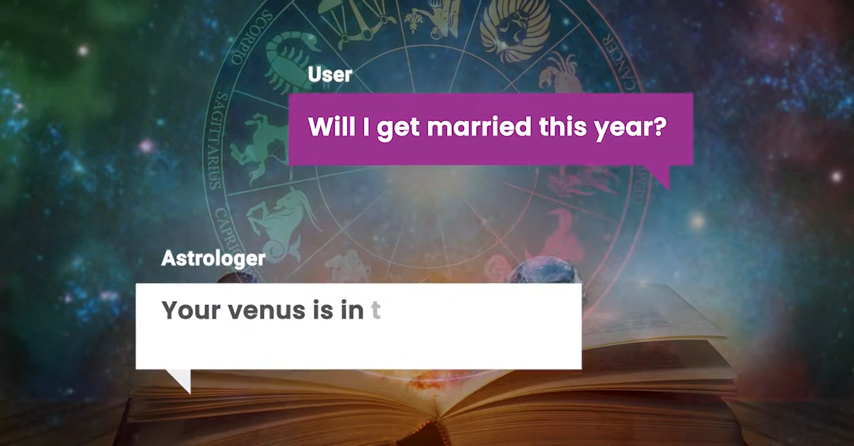 SCORPIO
CANCER
User
Will I get married this year?
SAGITTARIUS
Astrologer
Your venus is in t